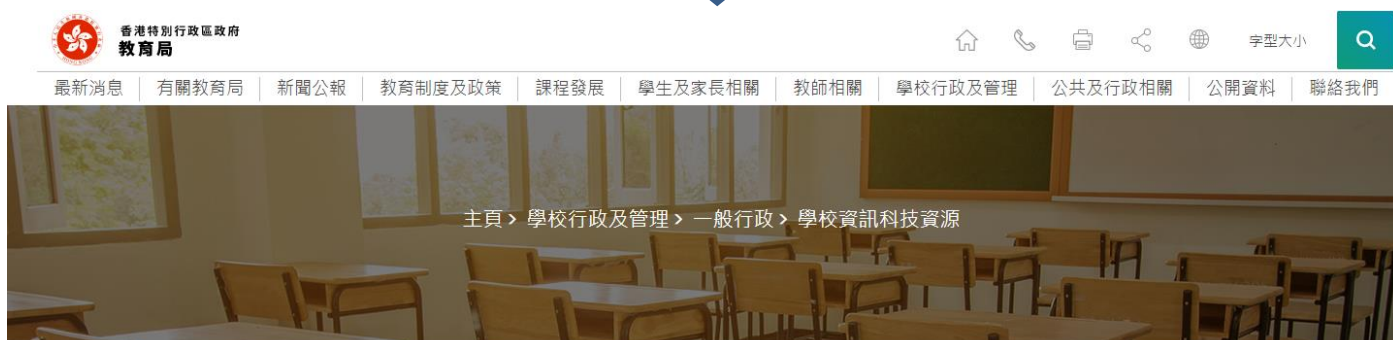 香港特別行政區政府
教育局
字型大小
最新消息 有關教育局 新聞公報 教育制度及政策 課程發展 學生及家長相關 教師相關 學校行政及管理 公共及行政相關 公開資料 聯絡我們
主頁 > 學校行政及管理 > 一般行政 > 學校資訊科技資源